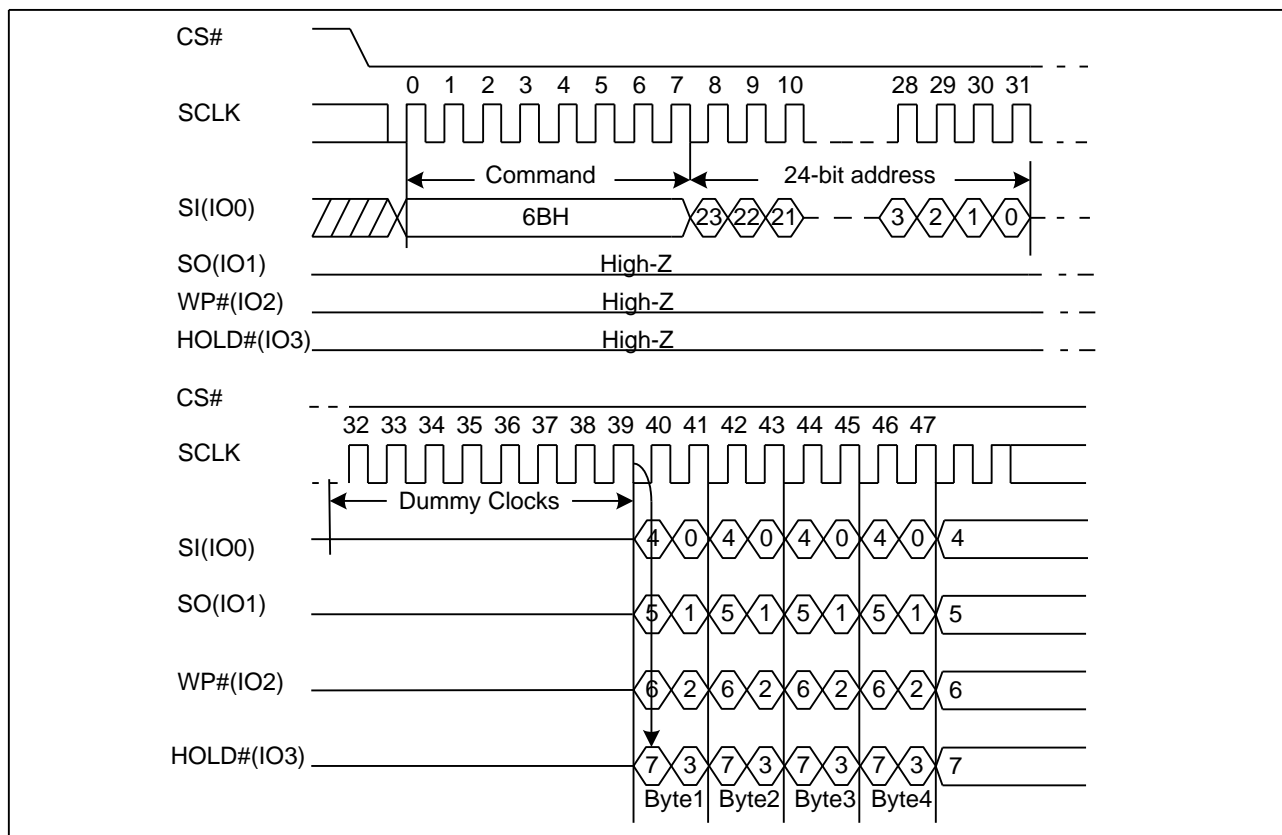 CS#
0 1 2 3 4 5 6 7 8 9 10 28 29 30 31
SCLK
Command 24-bit address
SI(IO0) 6BH 23 22 21 3 2 1 0
SO(IO1) High-Z
WP#(IO2) High-Z
HOLD#(IO3) High-Z
CS#
32 33 34 35 36 37 38 39 40 41 42 43 44 45 46 47
SCLK
Dummy Clocks
SI(IO0) 4 0 4 0 4 0 4 0 4
SO(IO1) 5 1 5 1 5 1 5 1 5
WP#(IO2) 6 2 6 2 6 2 6 2 6
HOLD#(IO3) 7 3 7 3 7 3 7 3 7
Byte1 Byte2 Byte3 Byte4